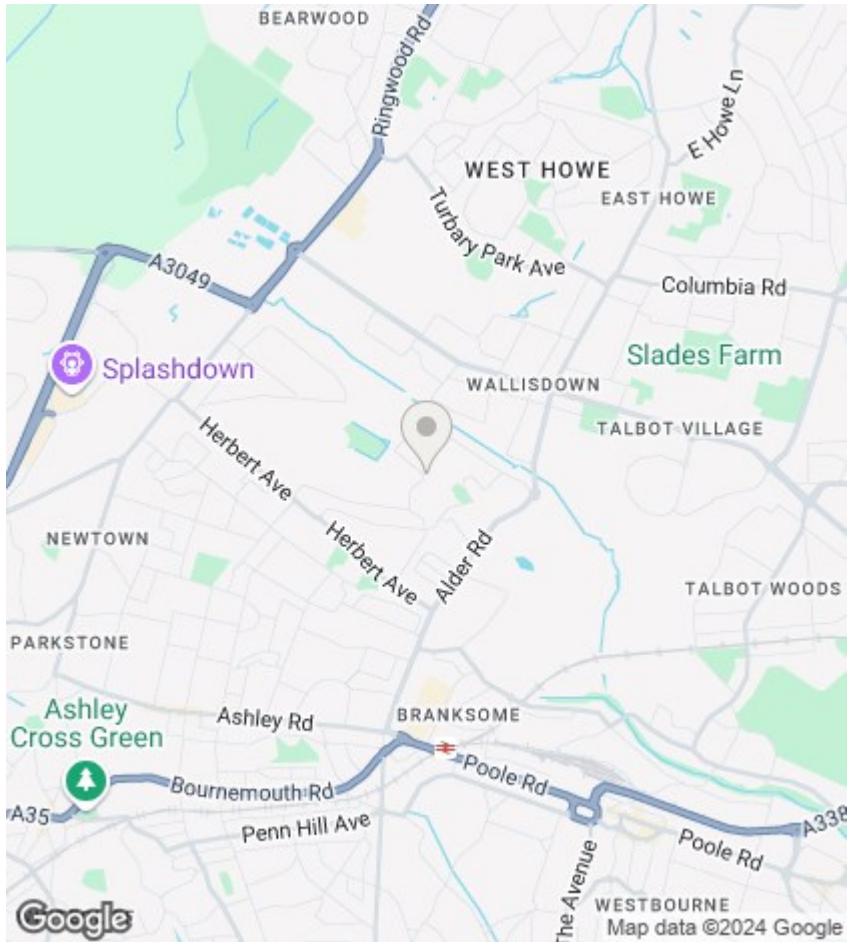 BEARWOOD
Ringwood Rd
E Howe Ln
WEST HOWE
EAST HOWE
Turbary Park Ave
A3049
Columbia Rd
Splashdown
Slades Farm
WALLISDOWN
TALBOT VILLAGE
Herbert Ave
NEWTOWN
Herbert Ave
Alder Rd
TALBOT WOODS
PARKSTONE
Ashley
Cross Green
Ashley Rd
BRANKSOME
Bournemouth Rd
Poole Rd
A35
Penn Hill Ave
A338
Poole Rd
The Avenue
WESTBOURNE
Google
Map data ©2024 Google